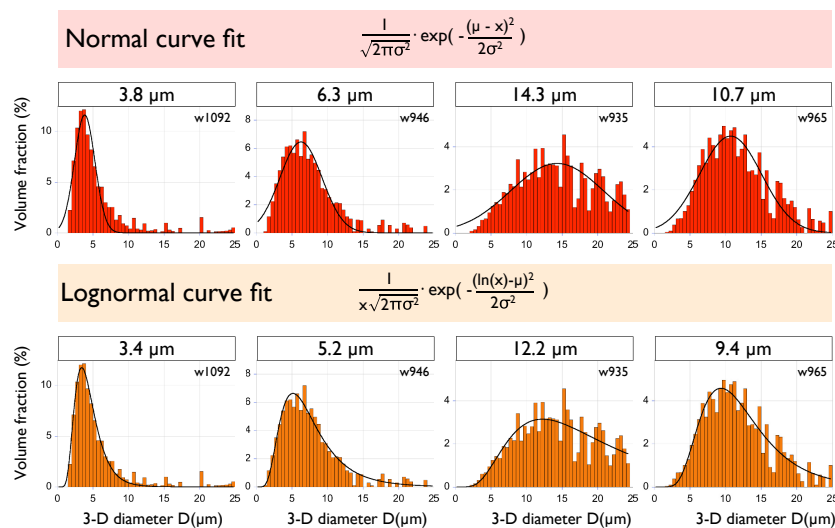 Normal curve fit
1/√2πσ² · exp( - (μ - x)²/2σ² )
3.8 μm 6.3 μm 14.3 μm 10.7 μm
w1092 w946 w935 w965
Volume fraction (%)
10 5 0
8 6 4 2 0
4 2 0
4 2 0
0 5 10 15 20 25 0 5 10 15 20 25 0 5 10 15 20 25 0 5 10 15 20 25
Lognormal curve fit
1/x√2πσ² · exp( - (ln(x)-μ)²/2σ² )
3.4 μm 5.2 μm 12.2 μm 9.4 μm
w1092 w946 w935 w965
Volume fraction (%)
10 5 0
8 6 4 2 0
4 2 0
4 2 0
0 5 10 15 20 25 0 5 10 15 20 25 0 5 10 15 20 25 0 5 10 15 20 25
3-D diameter D(μm) 3-D diameter D(μm) 3-D diameter D(μm) 3-D diameter D(μm)